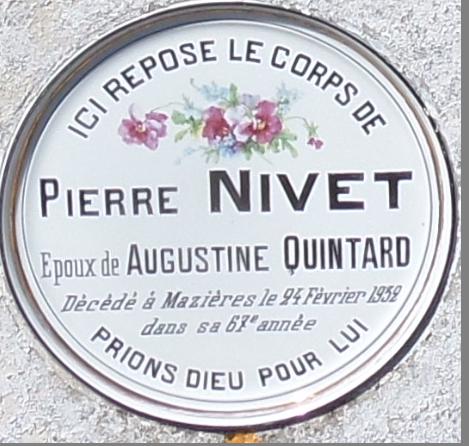 ICI REPOSE LE CORPS DE
PIERRE NIVET
Epoux de AUGUSTINE QUINTARD
Décédé à Mazières le 24 Février 1932
dans sa 67e année
PRIONS DIEU POUR LUI